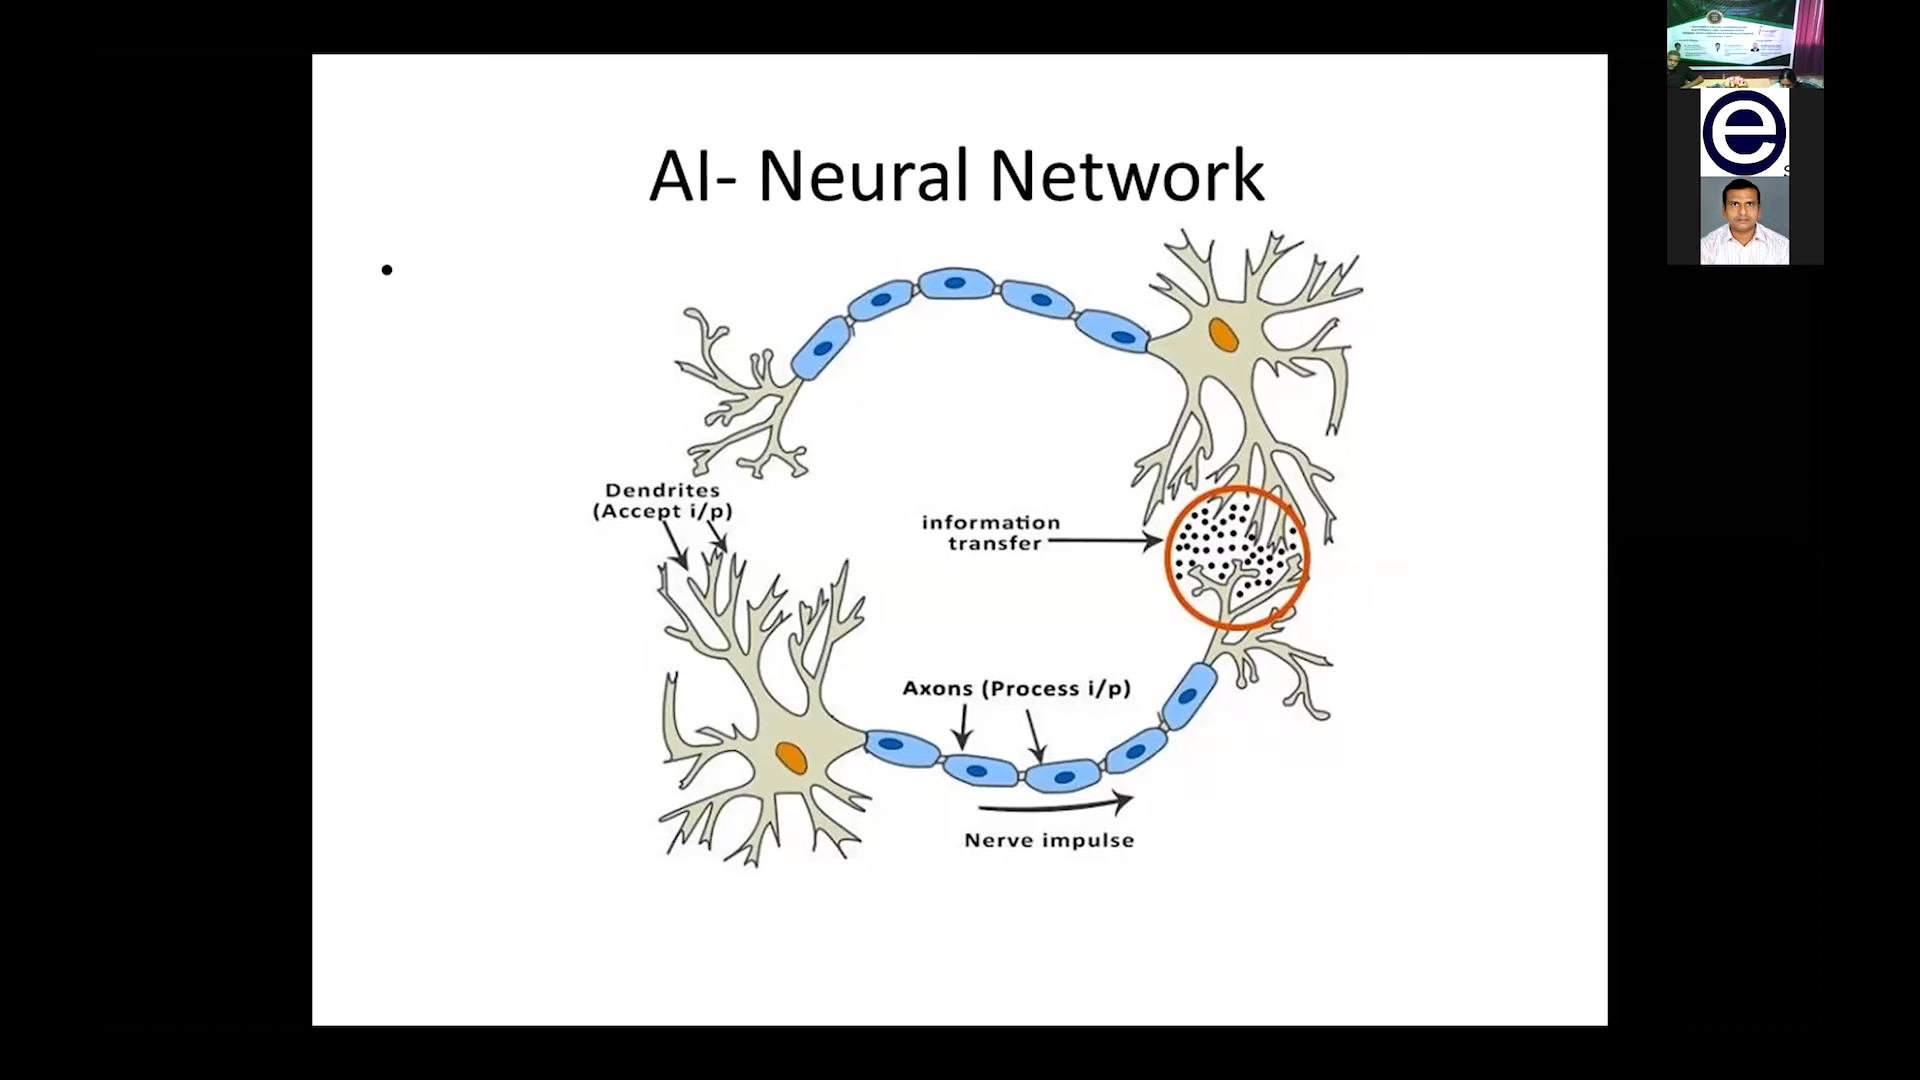 AI- Neural Network
•
Dendrites
(Accept i/p)
information
transfer
Axons (Process i/p)
Nerve impulse
e